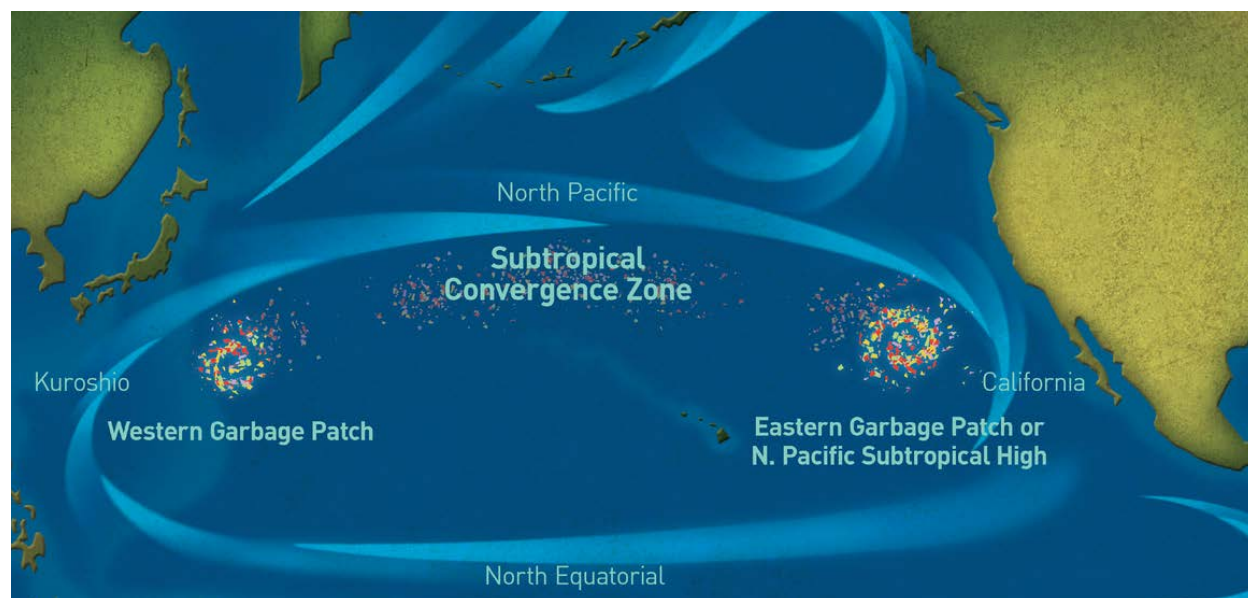 North Pacific
Subtropical
Convergence Zone
Kuroshio
California
Western Garbage Patch
Eastern Garbage Patch or
N. Pacific Subtropical High
North Equatorial